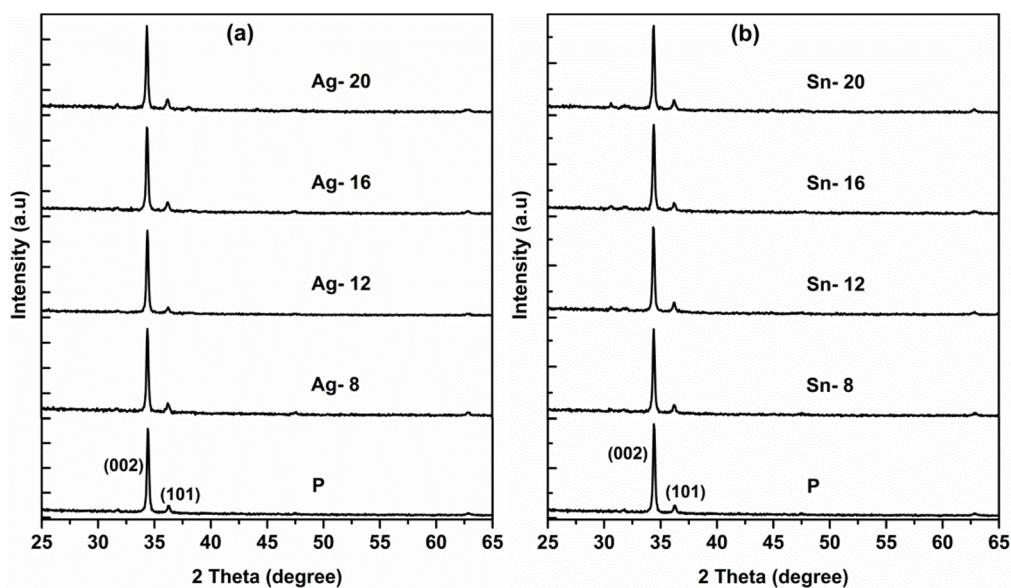 (a)
Ag- 20
Ag- 16
Ag- 12
Ag- 8
(002)
(101)
P
Intensity (a.u)
25 30 35 40 45 50 55 60 65
2 Theta (degree)
(b)
Sn- 20
Sn- 16
Sn- 12
Sn- 8
(002)
(101)
P
Intensity (a.u)
25 30 35 40 45 50 55 60 65
2 Theta (degree)